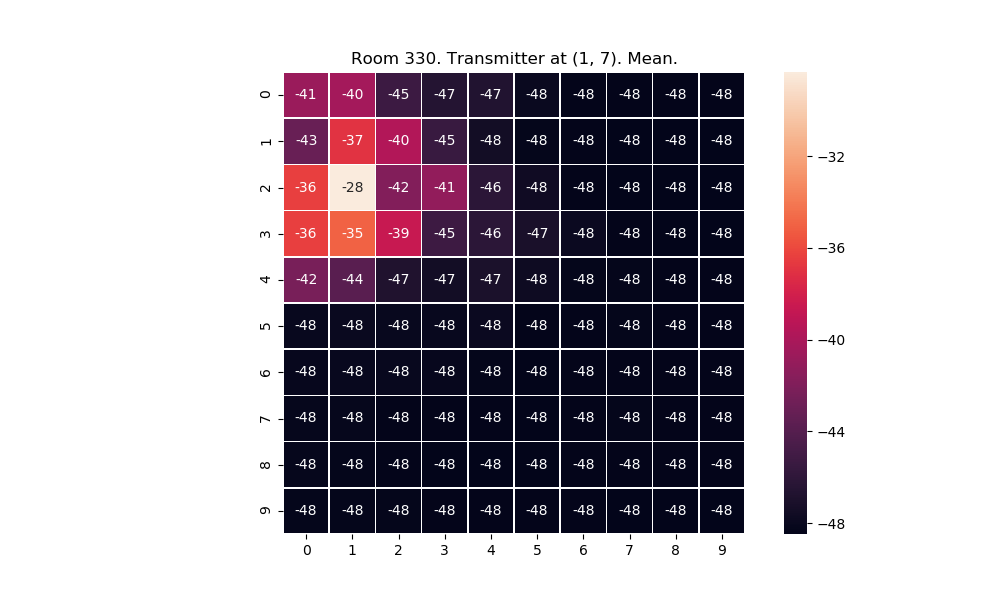 Room 330. Transmitter at (1, 7). Mean.
0 -41 -40 -45 -47 -47 -48 -48 -48 -48 -48
1 -43 -37 -40 -45 -48 -48 -48 -48 -48 -48
2 -36 -28 -42 -41 -46 -48 -48 -48 -48 -48
3 -36 -35 -39 -45 -46 -47 -48 -48 -48 -48
4 -42 -44 -47 -47 -47 -48 -48 -48 -48 -48
5 -48 -48 -48 -48 -48 -48 -48 -48 -48 -48
6 -48 -48 -48 -48 -48 -48 -48 -48 -48 -48
7 -48 -48 -48 -48 -48 -48 -48 -48 -48 -48
8 -48 -48 -48 -48 -48 -48 -48 -48 -48 -48
9 -48 -48 -48 -48 -48 -48 -48 -48 -48 -48
0 1 2 3 4 5 6 7 8 9
−32
−36
−40
−44
−48